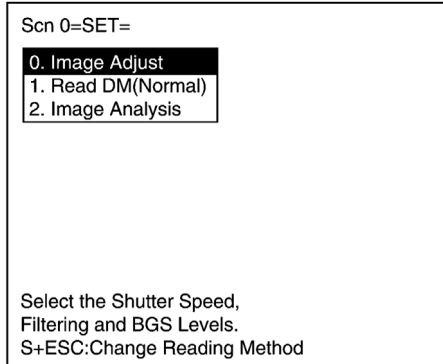 Scn 0=SET=
0. Image Adjust
1. Read DM(Normal)
2. Image Analysis
Select the Shutter Speed,
Filtering and BGS Levels.
S+ESC:Change Reading Method